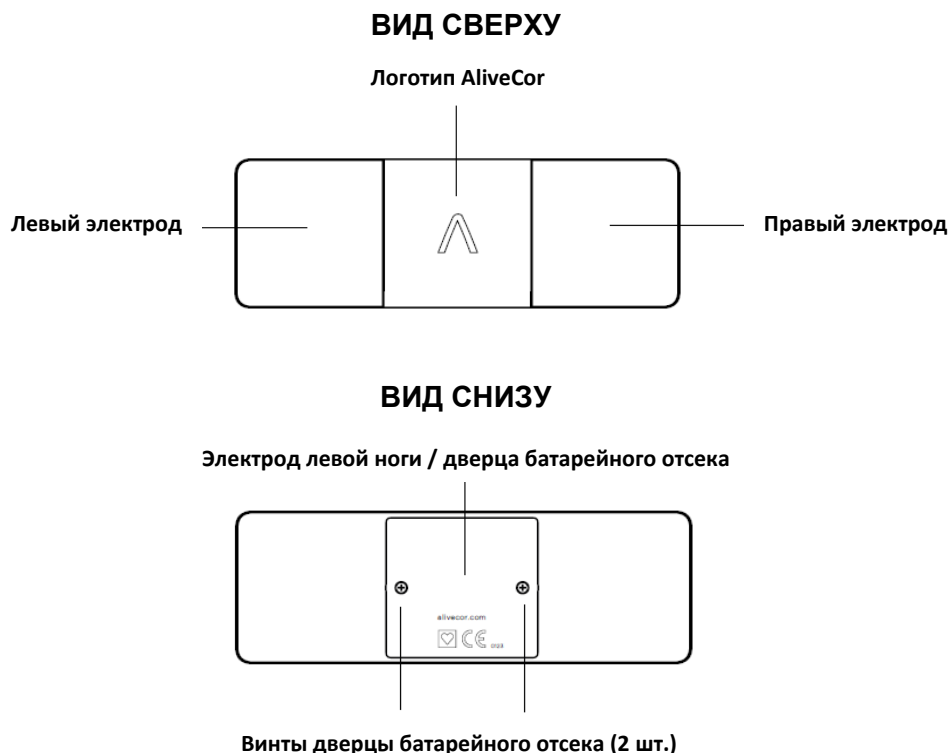 ВИД СВЕРХУ
Логотип AliveCor
Левый электрод
Правый электрод
ВИД СНИЗУ
Электрод левой ноги / дверца батарейного отсека
alivecor.com
CE 0123
Винты дверцы батарейного отсека (2 шт.)